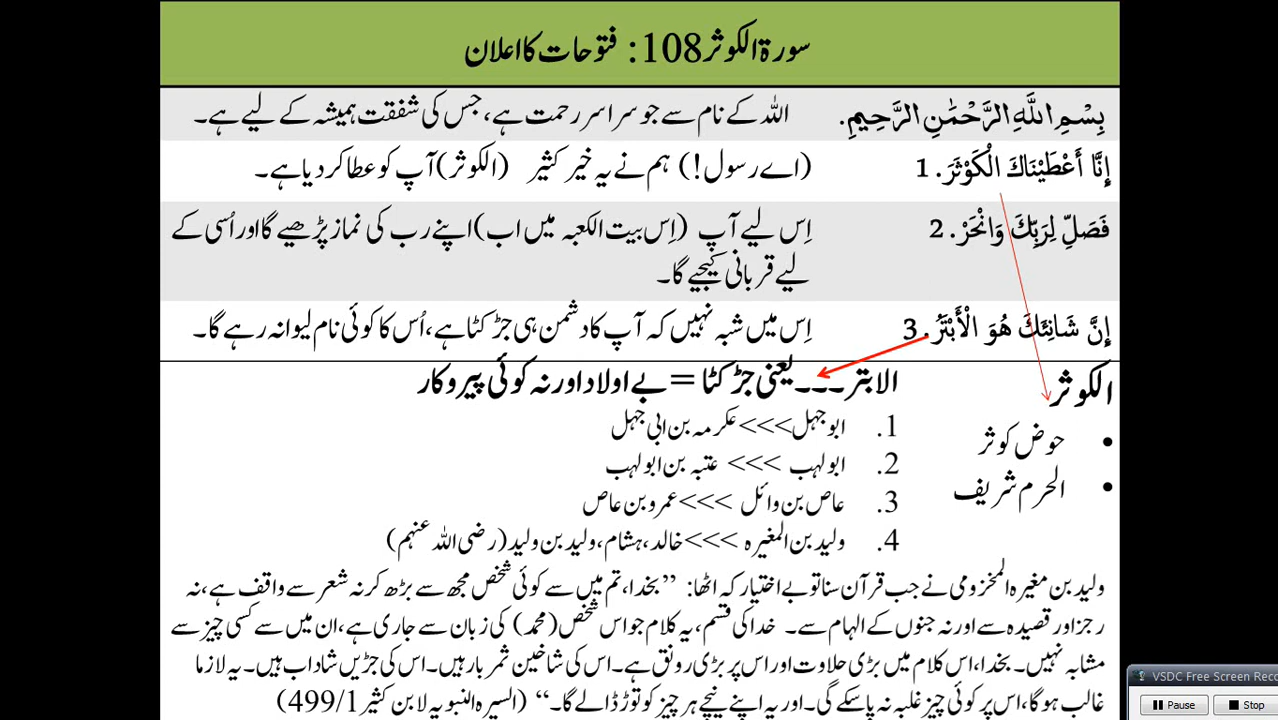 سورۃ الکوثر 108: فتوحات کا اعلان
بِسْمِ اللَّهِ الرَّحْمَٰنِ الرَّحِيمِ.
اللہ کے نام سے جو سراسر رحمت ہے، جس کی شفقت ہمیشہ کے لیے ہے۔
إِنَّا أَعْطَيْنَاكَ الْكَوْثَرَ. 1
(اے رسول!) ہم نے یہ خیر کثیر (الکوثر) آپ کو عطا کر دیا ہے۔
فَصَلِّ لِرَبِّكَ وَانْحَرْ. 2
اِس لیے آپ (اِس بیت الکعبہ میں اب) اپنے رب کی نماز پڑھیے گا اور اُسی کے
لیے قربانی کیجیے گا۔
إِنَّ شَانِئَكَ هُوَ الْأَبْتَرُ. 3
اِس میں شبہ نہیں کہ آپ کا دشمن ہی جڑ کٹا ہے، اُس کا کوئی نام لیوا نہ رہے گا۔
الکوثر
• حوض کوثر
• الحرم شریف
الابتر۔۔۔یعنی جڑ کٹا = بے اولاد اور نہ کوئی پیروکار
1. ابو جہل>>>عکرمہ بن ابی جہل
2. ابو لہب >>> عتبہ بن ابولہب
3. عاص بن وائل >>> عمرو بن عاص
4. ولید بن المغیرہ >>>خالد، ہشام، ولید بن ولید (رضی اللہ عنہم)
ولید بن مغیرہ المخزومی نے جب قرآن سنا تو بے اختیار کہ اٹھا: ”بخدا، تم میں سے کوئی شخص مجھ سے بڑھ کر نہ شعر سے واقف ہے، نہ
رجز اور قصیدہ سے اور نہ جنوں کے الہام سے۔ خدا کی قسم، یہ کلام جو اس شخص (محمد) کی زبان سے جاری ہے، ان میں سے کسی چیز سے
مشابہ نہیں۔ بخدا، اس کلام میں بڑی حلاوت اور اس پر بڑی رونق ہے۔ اس کی شاخیں ثمر بار ہیں۔ اس کی جڑیں شاداب ہیں۔ یہ لازما
غالب ہو گا، اس پر کوئی چیز غلبہ نہ پا سکے گی۔ اور یہ اپنے نیچے ہر چیز کو توڑ ڈالے گا۔“ (السیرہ النبویہ لابن کثیر 499/1)
VSDC Free Screen Reco
Pause
Stop